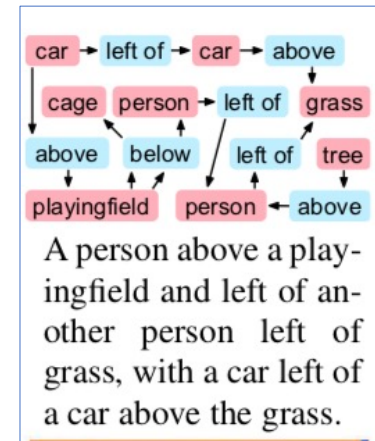 car left of car above
cage person left of grass
above below left of tree
playingfield person above
A person above a play-
ingfield and left of an-
other person left of
grass, with a car left of
a car above the grass.